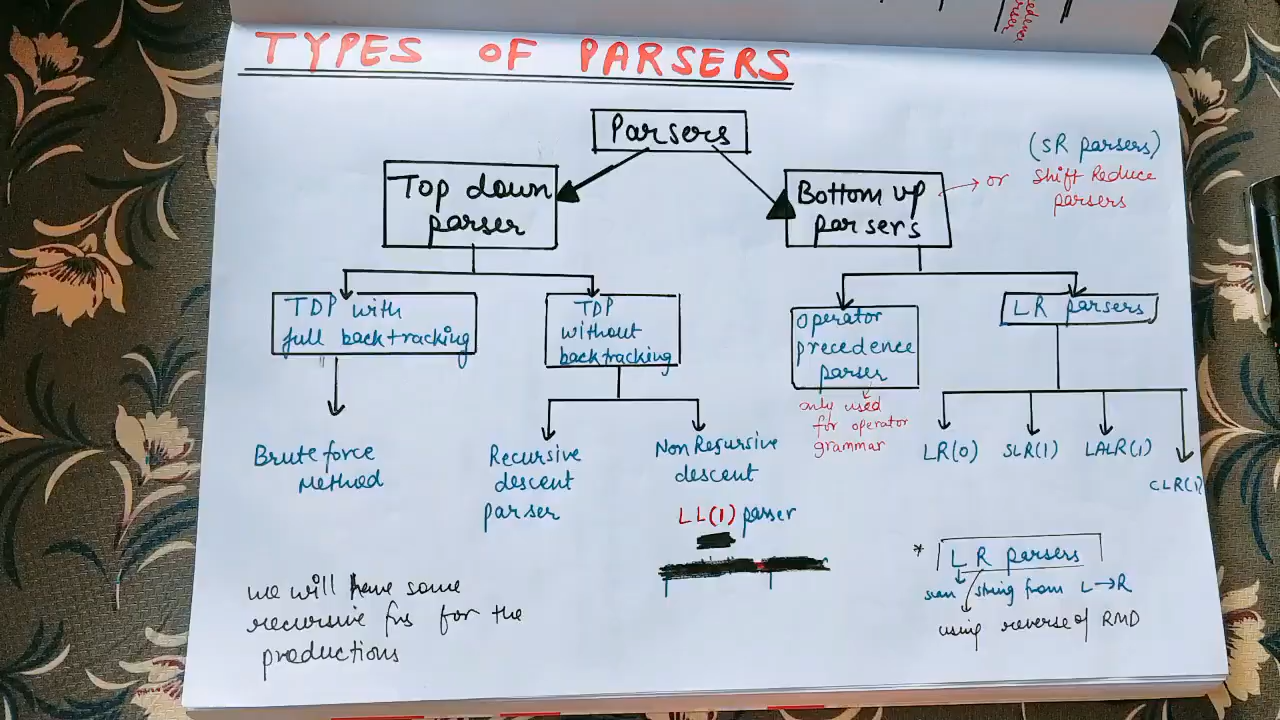 TYPES OF PARSERS
Parsers
Top down
parser
Bottom up
parsers
or
(SR parsers)
Shift Reduce
parsers
TDP with
full backtracking
TDP
without
backtracking
operator
precedence
parser
LR parsers
only used
for operator
grammar
Brute force
Method
Recursive
descent
parser
Non Recursive
descent
LL(1) parser
LR(0)
SLR(1)
LALR(1)
CLR(1)
* LR parsers
scan string from L→R
using reverse of RMD
we will have some
recursive fns for the
productions